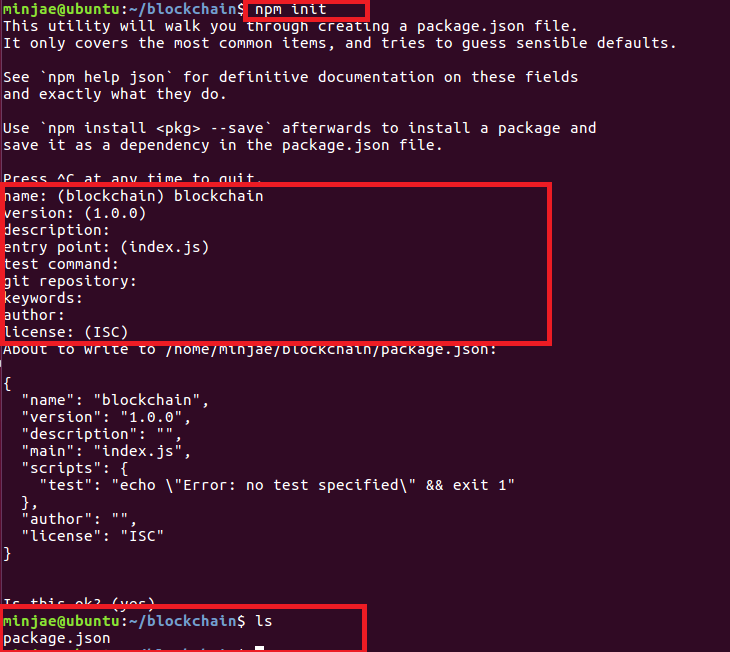 minjae@ubuntu:~/blockchain$ npm init
This utility will walk you through creating a package.json file.
It only covers the most common items, and tries to guess sensible defaults.
See `npm help json` for definitive documentation on these fields
and exactly what they do.
Use `npm install <pkg> --save` afterwards to install a package and
save it as a dependency in the package.json file.
Press ^C at any time to quit.
name: (blockchain) blockchain
version: (1.0.0)
description:
entry point: (index.js)
test command:
git repository:
keywords:
author:
license: (ISC)
About to write to /home/minjae/blockchain/package.json:
{
  "name": "blockchain",
  "version": "1.0.0",
  "description": "",
  "main": "index.js",
  "scripts": {
    "test": "echo \"Error: no test specified\" && exit 1"
  },
  "author": "",
  "license": "ISC"
}
Is this ok? (yes)
minjae@ubuntu:~/blockchain$ ls
package.json
minjae@ubuntu:~/blockchain$